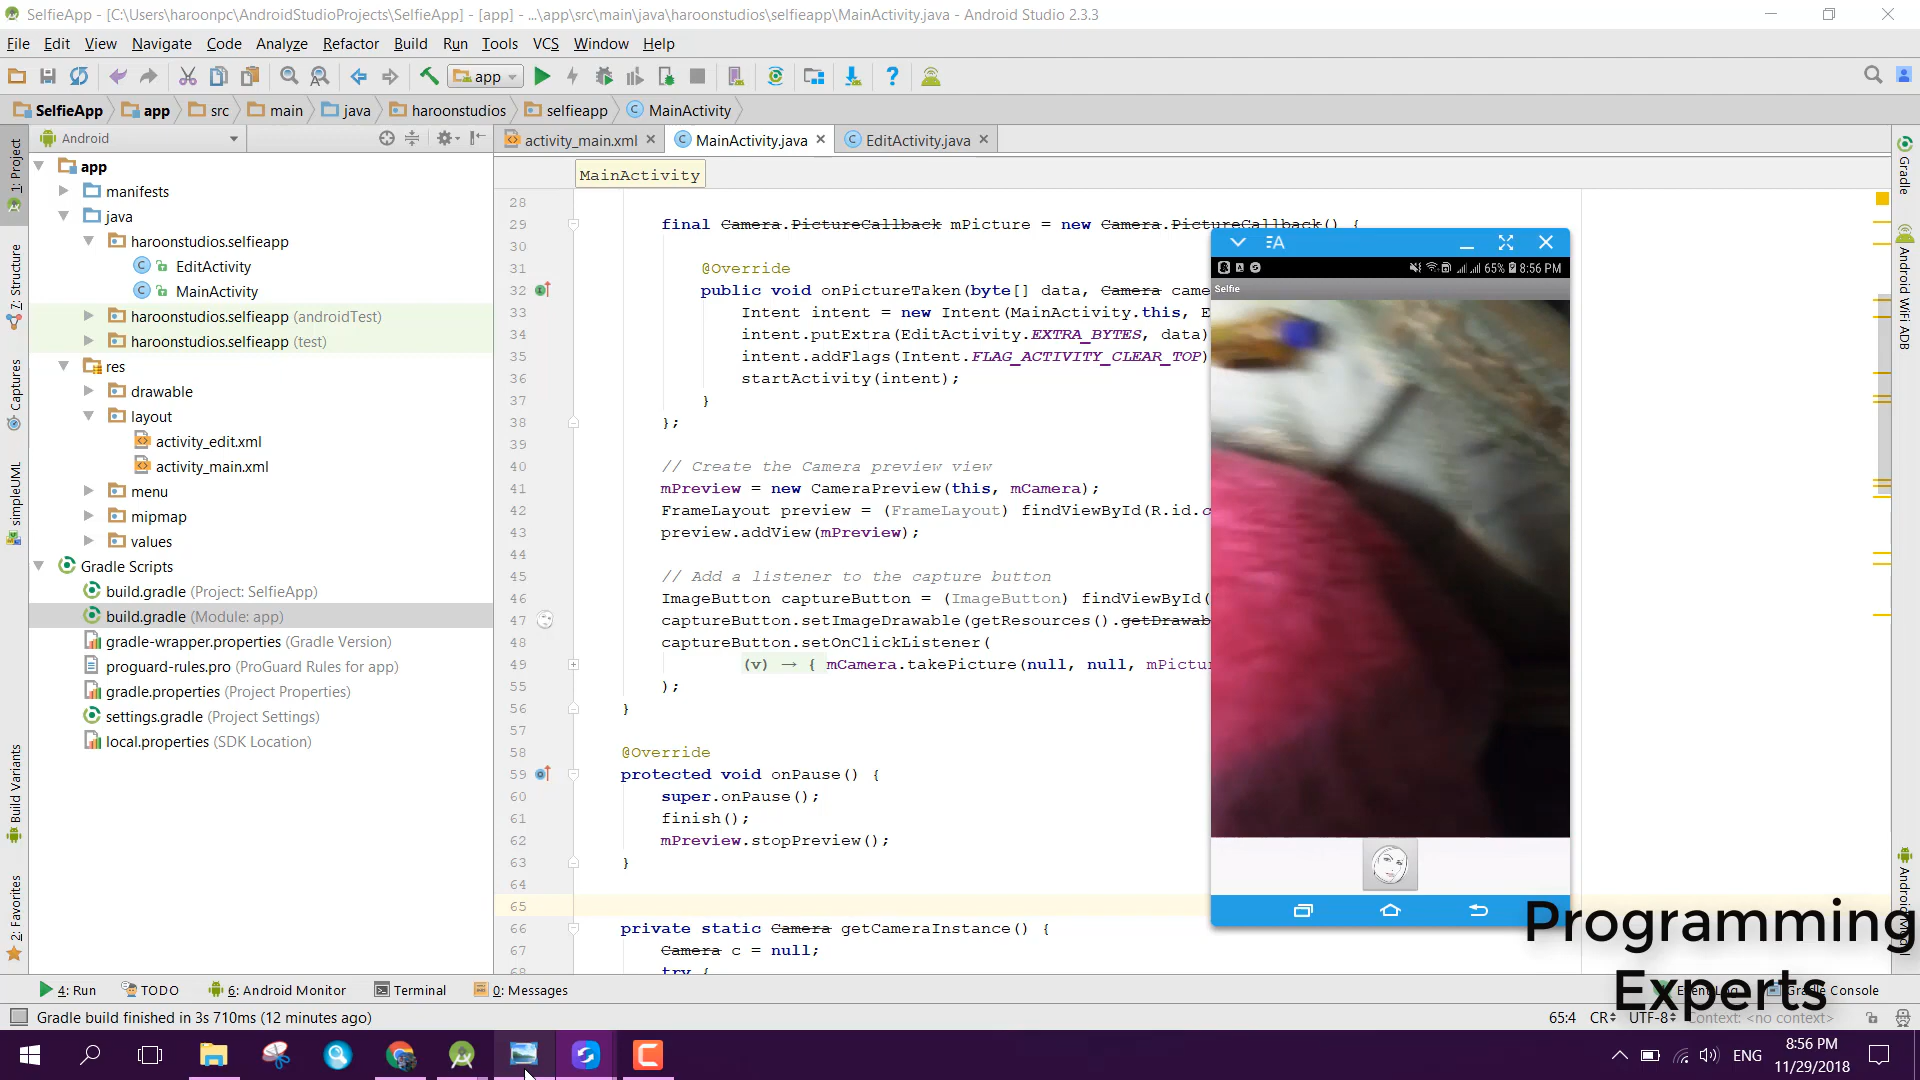 SelfieApp - [C:\Users\haroonpc\AndroidStudioProjects\SelfieApp] - [app] - ...\app\src\main\java\haroonstudios\selfieapp\MainActivity.java - Android Studio 2.3.3
File Edit View Navigate Code Analyze Refactor Build Run Tools VCS Window Help
app
SelfieApp app src main java haroonstudios selfieapp MainActivity
Android
activity_main.xml MainActivity.java EditActivity.java
MainActivity
1: Project
7: Structure
Captures
simpleUML
Build Variants
2: Favorites
app
manifests
java
haroonstudios.selfieapp
EditActivity
MainActivity
haroonstudios.selfieapp (androidTest)
haroonstudios.selfieapp (test)
res
drawable
layout
activity_edit.xml
activity_main.xml
menu
mipmap
values
Gradle Scripts
build.gradle (Project: SelfieApp)
build.gradle (Module: app)
gradle-wrapper.properties (Gradle Version)
proguard-rules.pro (ProGuard Rules for app)
gradle.properties (Project Properties)
settings.gradle (Project Settings)
local.properties (SDK Location)
28
29 final Camera.PictureCallback mPicture = new Camera.PictureCallback() {
30
31 @Override
32 public void onPictureTaken(byte[] data, Camera came
33 Intent intent = new Intent(MainActivity.this, E
34 intent.putExtra(EditActivity.EXTRA_BYTES, data)
35 intent.addFlags(Intent.FLAG_ACTIVITY_CLEAR_TOP)
36 startActivity(intent);
37 }
38 };
39
40 // Create the Camera preview view
41 mPreview = new CameraPreview(this, mCamera);
42 FrameLayout preview = (FrameLayout) findViewById(R.id.c
43 preview.addView(mPreview);
44
45 // Add a listener to the capture button
46 ImageButton captureButton = (ImageButton) findViewById(
47 captureButton.setImageDrawable(getResources().getDrawab
48 captureButton.setOnClickListener(
49 (v) → { mCamera.takePicture(null, null, mPictur
55 );
56 }
57
58 @Override
59 protected void onPause() {
60 super.onPause();
61 finish();
62 mPreview.stopPreview();
63 }
64
65
66 private static Camera getCameraInstance() {
67 Camera c = null;
68 try {
65% 8:56 PM
Selfie
Gradle
Android WiFi ADB
Programming
Experts
4: Run TODO 6: Android Monitor Terminal 0: Messages Gradle Console
Gradle build finished in 3s 710ms (12 minutes ago) 65:4 CR UTF-8 Context: <no context>
ENG
8:56 PM
11/29/2018